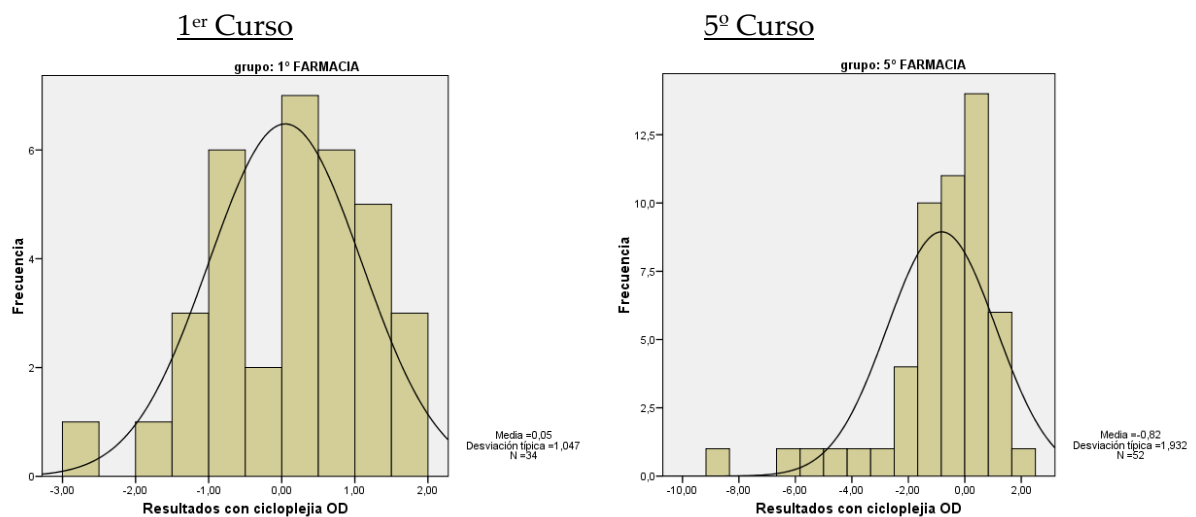 1er Curso
grupo: 1º FARMACIA
Frecuencia
6
4
2
0
-3,00 -2,00 -1,00 0,00 1,00 2,00
Resultados con cicloplejia OD
Media =0,05
Desviación típica =1,047
N =34
5º Curso
grupo: 5º FARMACIA
Frecuencia
12,5
10,0
7,5
5,0
2,5
0,0
-10,00 -8,00 -6,00 -4,00 -2,00 0,00 2,00
Resultados con cicloplejia OD
Media =-0,82
Desviación típica =1,932
N =52